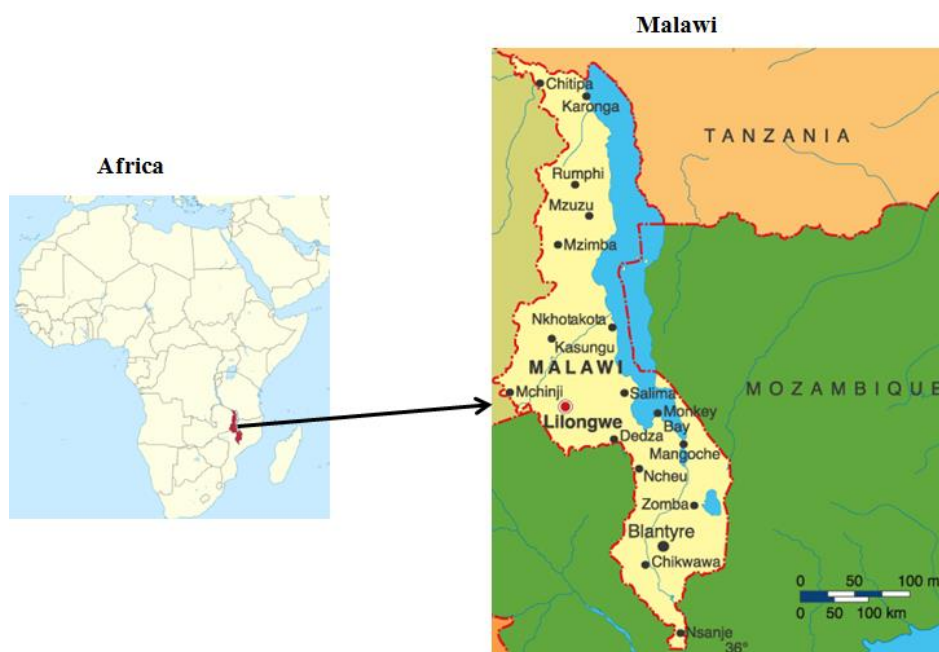 Malawi
Africa
Chitipa
Karonga
TANZANIA
Rumphi
Mzuzu
Mzimba
Nkhotakota
Kasungu
MALAWI
MOZAMBIQUE
Mchinji
Salima
Lilongwe
Monkey
Bay
Dedza
Mangoche
Ncheu
Zomba
Blantyre
Chikwawa
0 50 100 m
0 50 100 km
Nsanje
36°